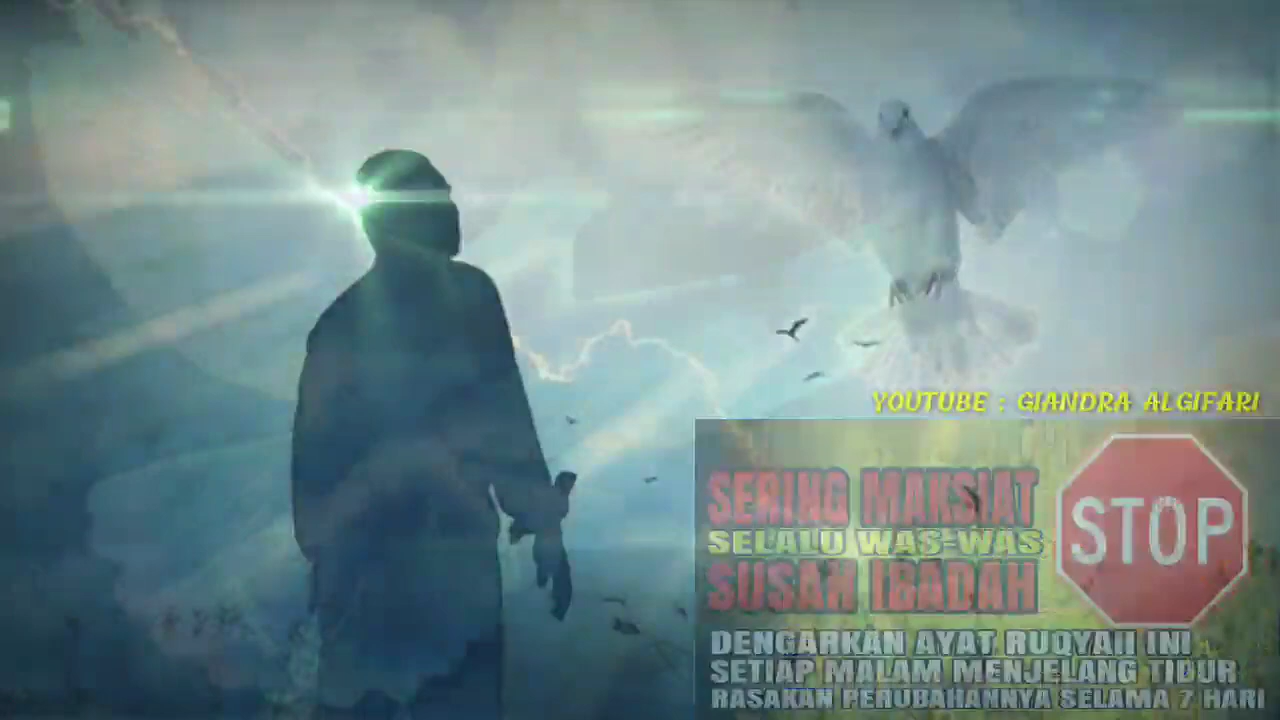 YOUTUBE : GIANDRA ALGIFARI
SERING MAKSIAT
SELALU WAS-WAS
SUSAH IBADAH
STOP
DENGARKAN AYAT RUQYAH INI
SETIAP MALAM MENJELANG TIDUR
RASAKAN PERUBAHANNYA SELAMA 7 HARI